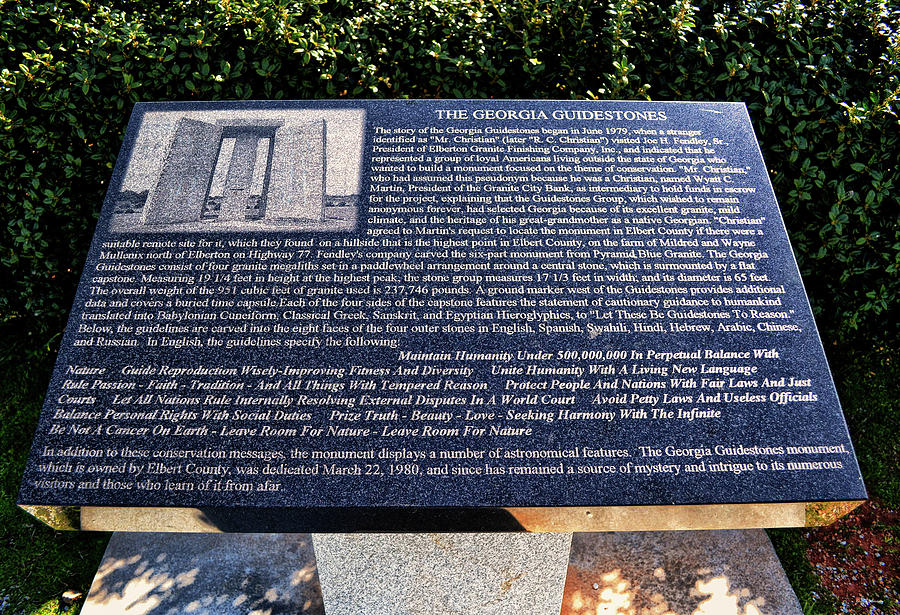 THE GEORGIA GUIDESTONES
The story of the Georgia Guidestones began in June 1979, when a stranger
identified as "Mr. Christian" (later "R. C. Christian") visited Joe H. Fendley, Sr.,
President of Elberton Granite Finishing Company, Inc., and indicated that he
represented a group of loyal Americans living outside the state of Georgia who
wanted to build a monument focused on the theme of conservation. "Mr. Christian,"
who had assumed this pseudonym because he was a Christian, named Wyatt C.
Martin, President of the Granite City Bank, as intermediary to hold funds in escrow
for the project, explaining that the Guidestones Group, which wished to remain
anonymous forever, had selected Georgia because of its excellent granite, mild
climate, and the heritage of his great-grandmother as a native Georgian. "Christian"
agreed to Martin's request to locate the monument in Elbert County if there were a
suitable remote site for it, which they found on a hillside that is the highest point in Elbert County, on the farm of Mildred and Wayne
Mullenix north of Elberton on Highway 77. Fendley's company carved the six-part monument from Pyramid Blue Granite. The Georgia
Guidestones consist of four granite megaliths set in a paddlewheel arrangement around a central stone, which is surmounted by a flat
capstone. Measuring 19 1/4 feet in height at the highest peak; the stone group measures 17 1/3 feet in width; and its diameter is 65 feet.
The overall weight of the 951 cubic feet of granite used is 237,746 pounds. A ground marker west of the Guidestones provides additional
data and covers a buried time capsule.Each of the four sides of the capstone features the statement of cautionary guidance to humankind
translated into Babylonian Cuneiform, Classical Greek, Sanskrit, and Egyptian Hieroglyphics, to "Let These Be Guidestones To Reason."
Below, the guidelines are carved into the eight faces of the four outer stones in English, Spanish, Swahili, Hindi, Hebrew, Arabic, Chinese,
and Russian. In English, the guidelines specify the following:
Maintain Humanity Under 500,000,000 In Perpetual Balance With
Nature Guide Reproduction Wisely-Improving Fitness And Diversity Unite Humanity With A Living New Language
Rule Passion - Faith - Tradition - And All Things With Tempered Reason Protect People And Nations With Fair Laws And Just
Courts Let All Nations Rule Internally Resolving External Disputes In A World Court Avoid Petty Laws And Useless Officials
Balance Personal Rights With Social Duties Prize Truth - Beauty - Love - Seeking Harmony With The Infinite
Be Not A Cancer On Earth - Leave Room For Nature - Leave Room For Nature
In addition to these conservation messages, the monument displays a number of astronomical features. The Georgia Guidestones monument,
which is owned by Elbert County, was dedicated March 22, 1980, and since has remained a source of mystery and intrigue to its numerous
visitors and those who learn of it from afar.